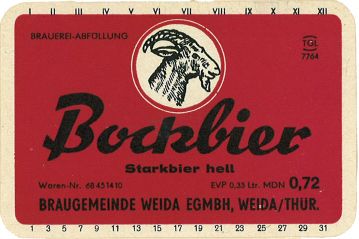 I II III IV V VI VII VIII IX X XI XII
BRAUEREI-ABFÜLLUNG
TGL
7764
Bockbier
Starkbier hell
Waren-Nr. 68451410 EVP 0,33 Ltr. MDN 0,72
BRAUGEMEINDE WEIDA EGMBH, WEIDA/THÜR.
1 3 5 7 9 11 13 15 17 19 21 23 25 27 29 31